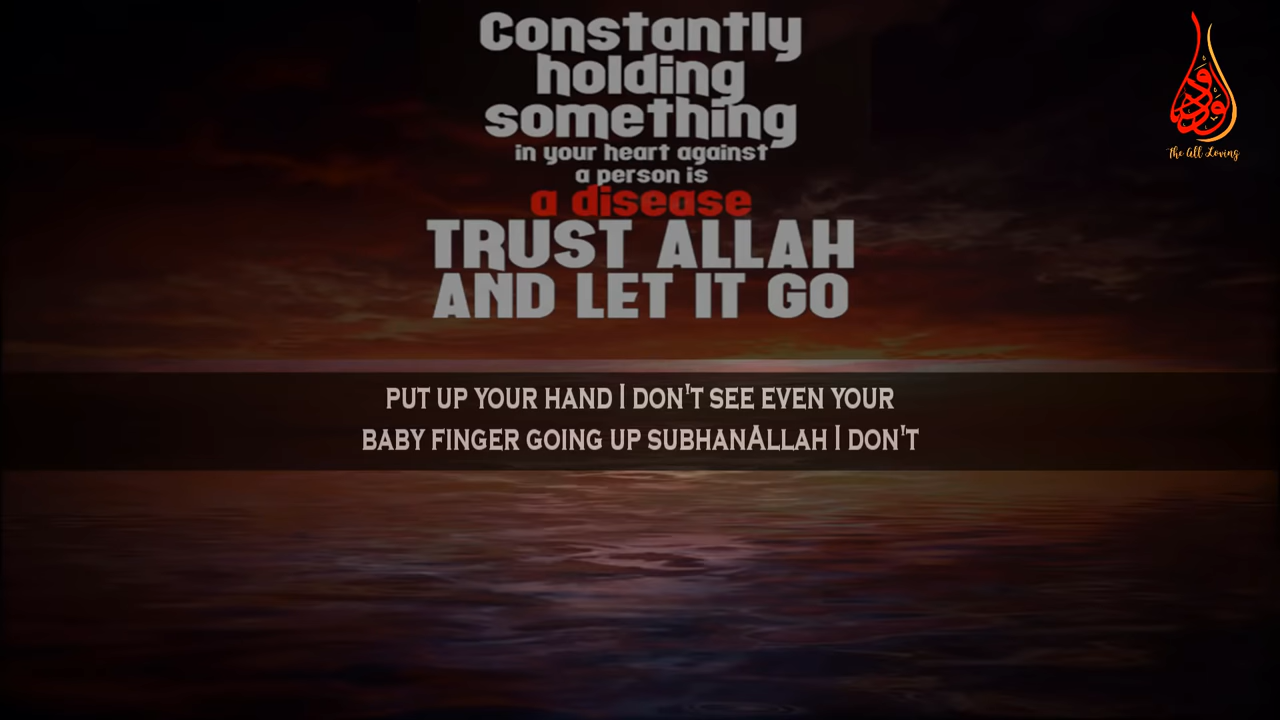 Constantly
holding
something
in your heart against
a person is
a disease
TRUST ALLAH
AND LET IT GO
The All Loving
PUT UP YOUR HAND I DON'T SEE EVEN YOUR
BABY FINGER GOING UP SUBHANALLAH I DON'T